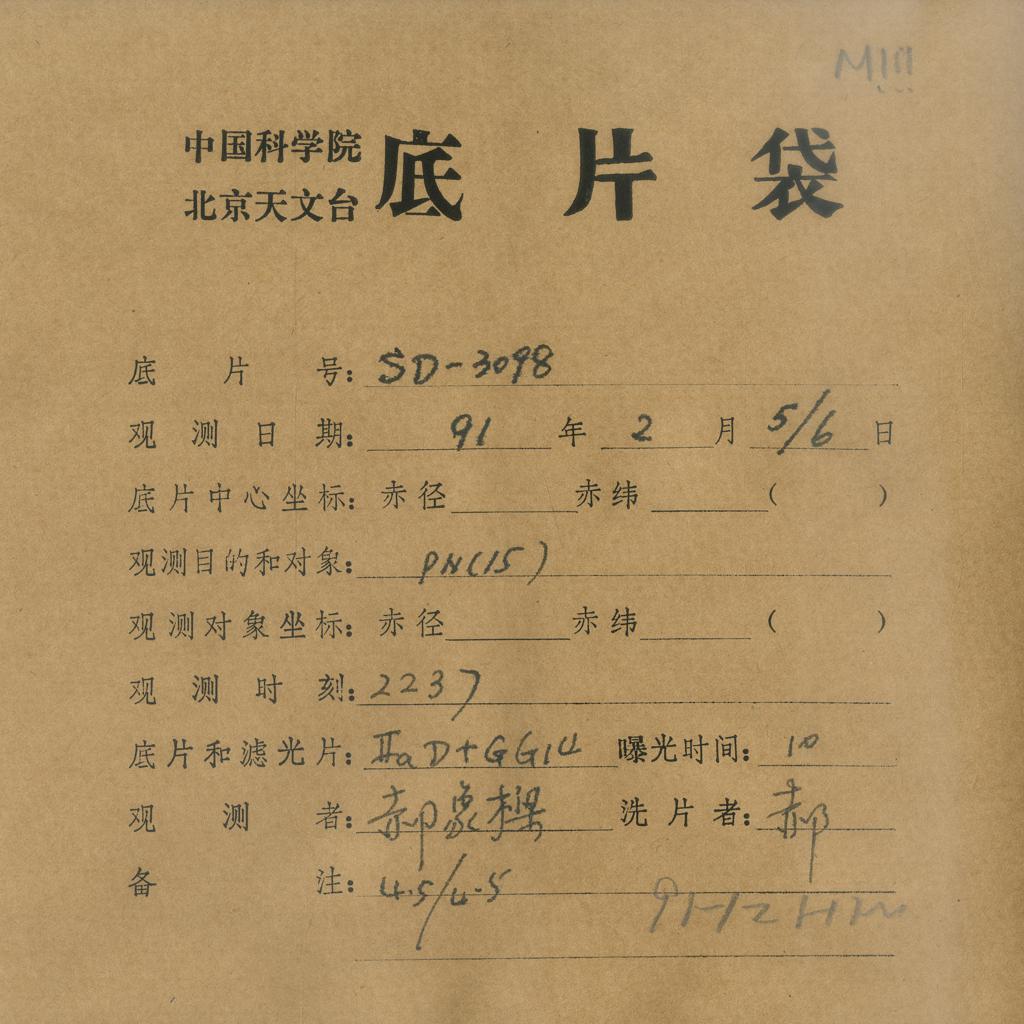 中国科学院
北京天文台 底片袋
底片号: SD-3098
观测日期: 91 年 2 月 5/6 日
底片中心坐标: 赤径 赤纬 ( )
观测目的和对象: PN(15)
观测对象坐标: 赤径 赤纬 ( )
观测时刻: 2237
底片和滤光片: IIaD+GG14 曝光时间: 10
观测者: 郝象樑 洗片者: 郝
备注: 4.5/4.5